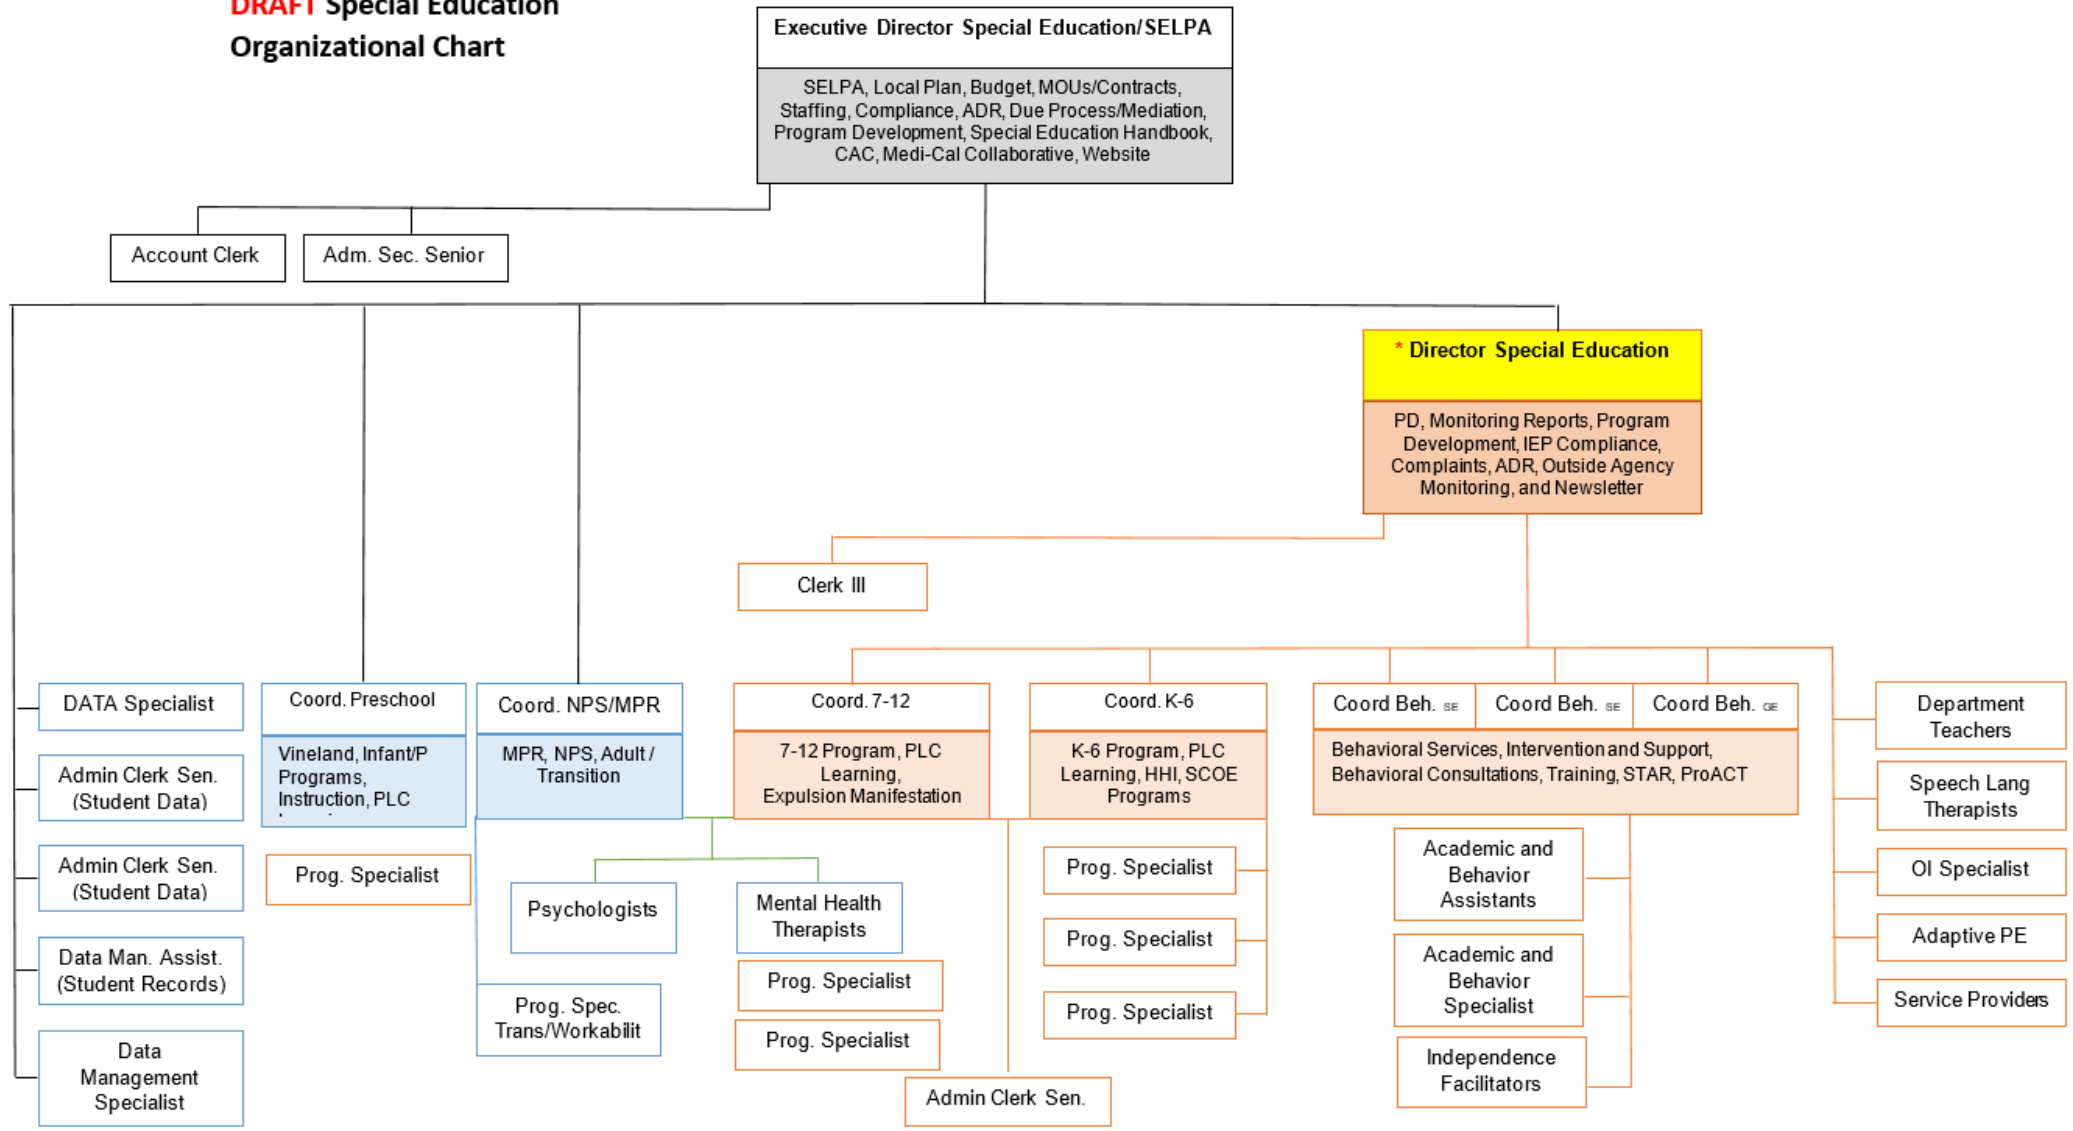 DRAFT Special Education
Organizational Chart
Executive Director Special Education/SELPA
SELPA, Local Plan, Budget, MOUs/Contracts,
Staffing, Compliance, ADR, Due Process/Mediation,
Program Development, Special Education Handbook,
CAC, Medi-Cal Collaborative, Website
Account Clerk
Adm. Sec. Senior
* Director Special Education
PD, Monitoring Reports, Program
Development, IEP Compliance,
Complaints, ADR, Outside Agency
Monitoring, and Newsletter
Clerk III
DATA Specialist
Admin Clerk Sen.
(Student Data)
Admin Clerk Sen.
(Student Data)
Data Man. Assist.
(Student Records)
Data
Management
Specialist
Coord. Preschool
Vineland, Infant/P
Programs,
Instruction, PLC
Prog. Specialist
Coord. NPS/MPR
MPR, NPS, Adult /
Transition
Psychologists
Prog. Spec.
Trans/Workabilit
Coord. 7-12
7-12 Program, PLC
Learning,
Expulsion Manifestation
Mental Health
Therapists
Prog. Specialist
Prog. Specialist
Admin Clerk Sen.
Coord. K-6
K-6 Program, PLC
Learning, HHI, SCOE
Programs
Prog. Specialist
Prog. Specialist
Prog. Specialist
Coord Beh. SE
Coord Beh. SE
Coord Beh. GE
Behavioral Services, Intervention and Support,
Behavioral Consultations, Training, STAR, ProACT
Academic and
Behavior
Assistants
Academic and
Behavior
Specialist
Independence
Facilitators
Department
Teachers
Speech Lang
Therapists
OI Specialist
Adaptive PE
Service Providers